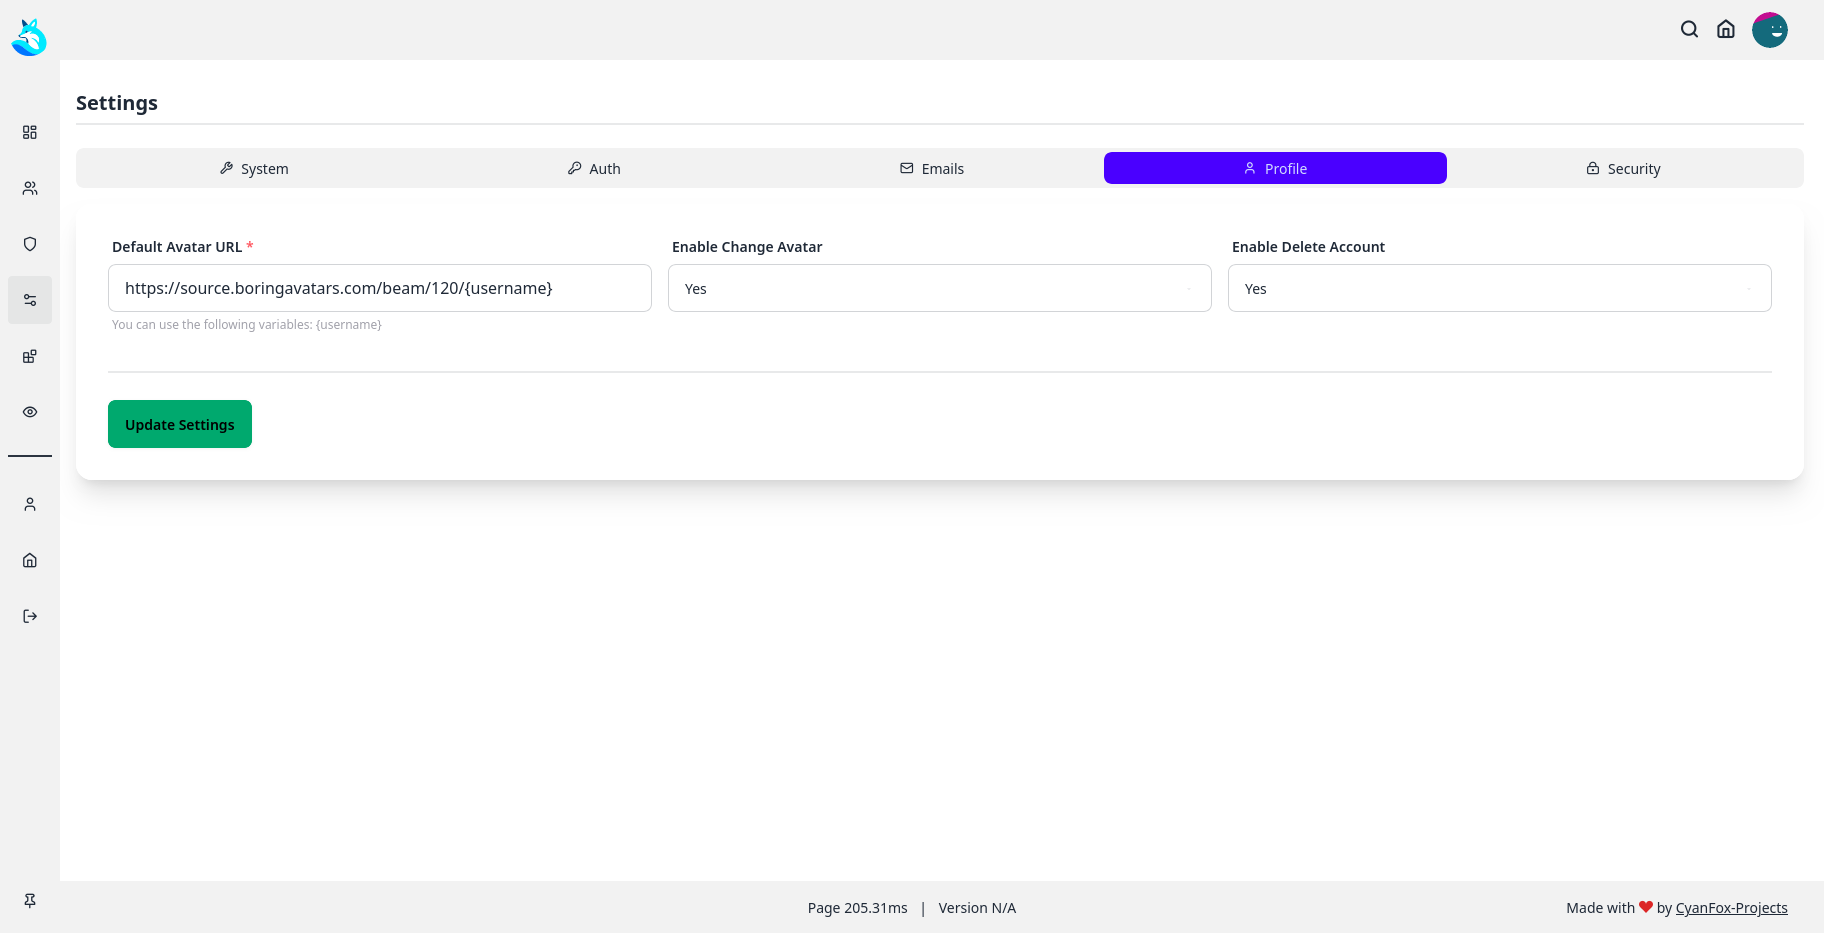 Settings
System
Auth
Emails
Profile
Security
Default Avatar URL *
Enable Change Avatar
Enable Delete Account
https://source.boringavatars.com/beam/120/{username}
Yes
Yes
You can use the following variables: {username}
Update Settings
Page 205.31ms | Version N/A
Made with ❤ by CyanFox-Projects